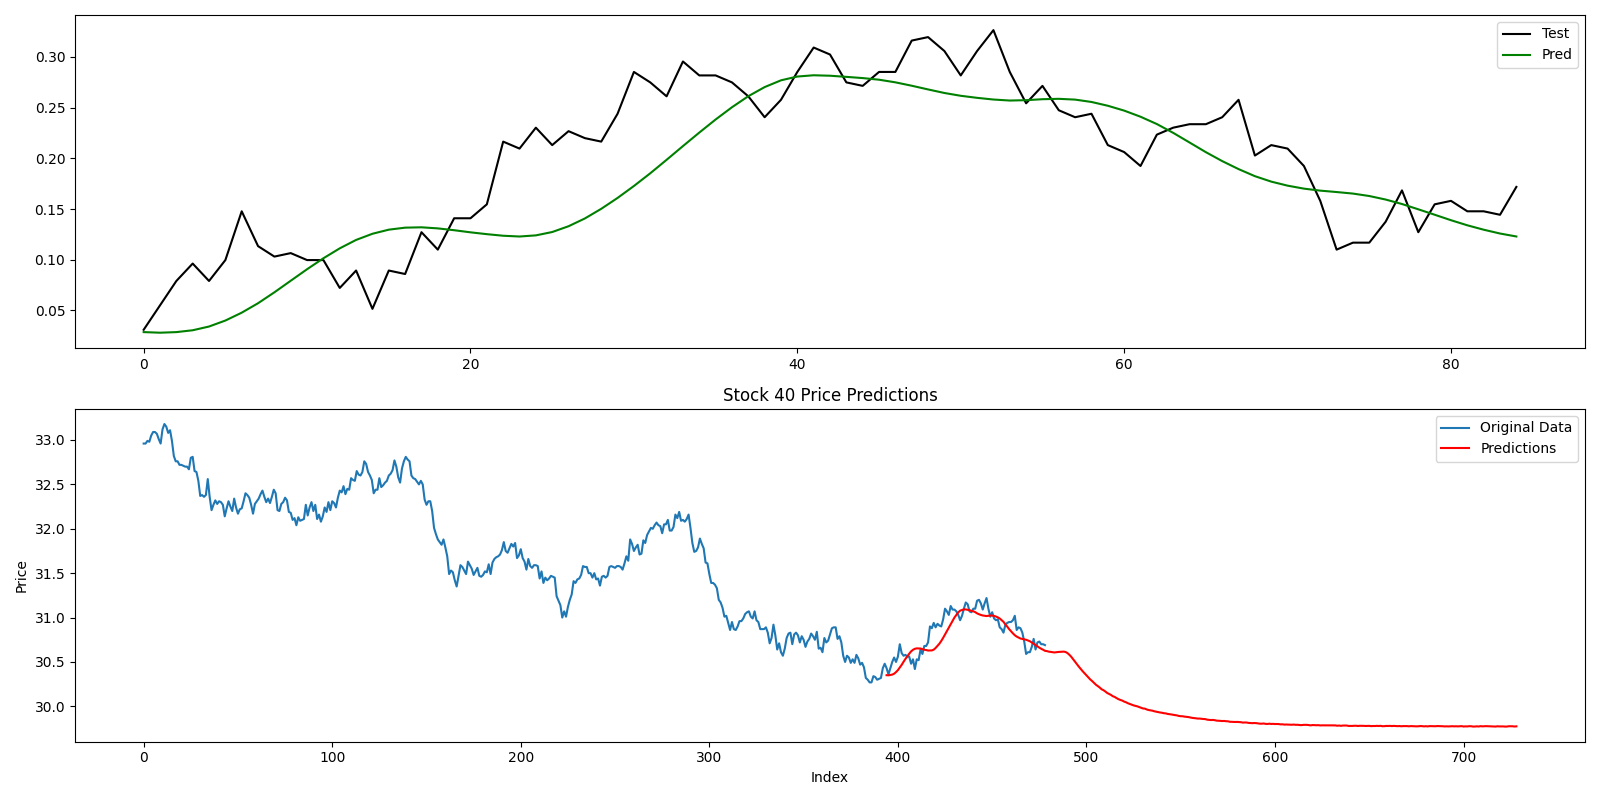 0.30
0.25
0.20
0.15
0.10
0.05
Test
Pred
0 20 40 60 80
Stock 40 Price Predictions
Price
33.0
32.5
32.0
31.5
31.0
30.5
30.0
Original Data
Predictions
0 100 200 300 400 500 600 700
Index